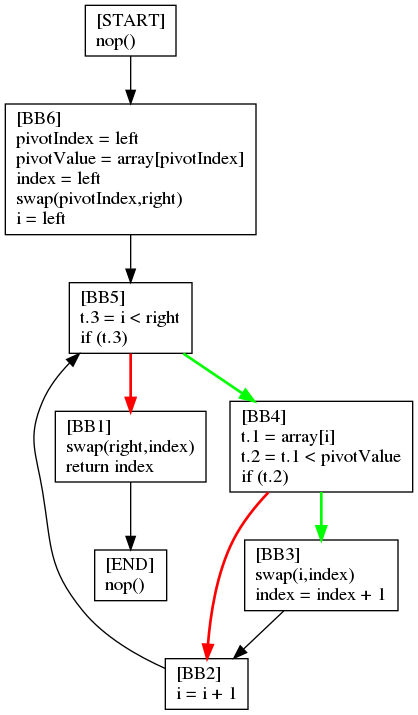 [START]
nop()
[BB6]
pivotIndex = left
pivotValue = array[pivotIndex]
index = left
swap(pivotIndex,right)
i = left
[BB5]
t.3 = i < right
if (t.3)
[BB1]
swap(right,index)
return index
[BB4]
t.1 = array[i]
t.2 = t.1 < pivotValue
if (t.2)
[END]
nop()
[BB3]
swap(i,index)
index = index + 1
[BB2]
i = i + 1